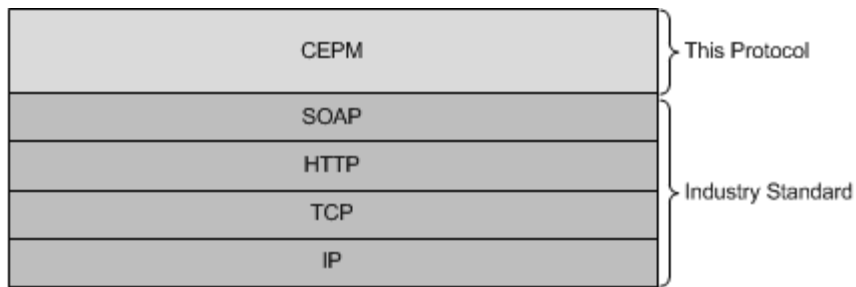 CEPM
This Protocol
SOAP
HTTP
TCP
IP
Industry Standard